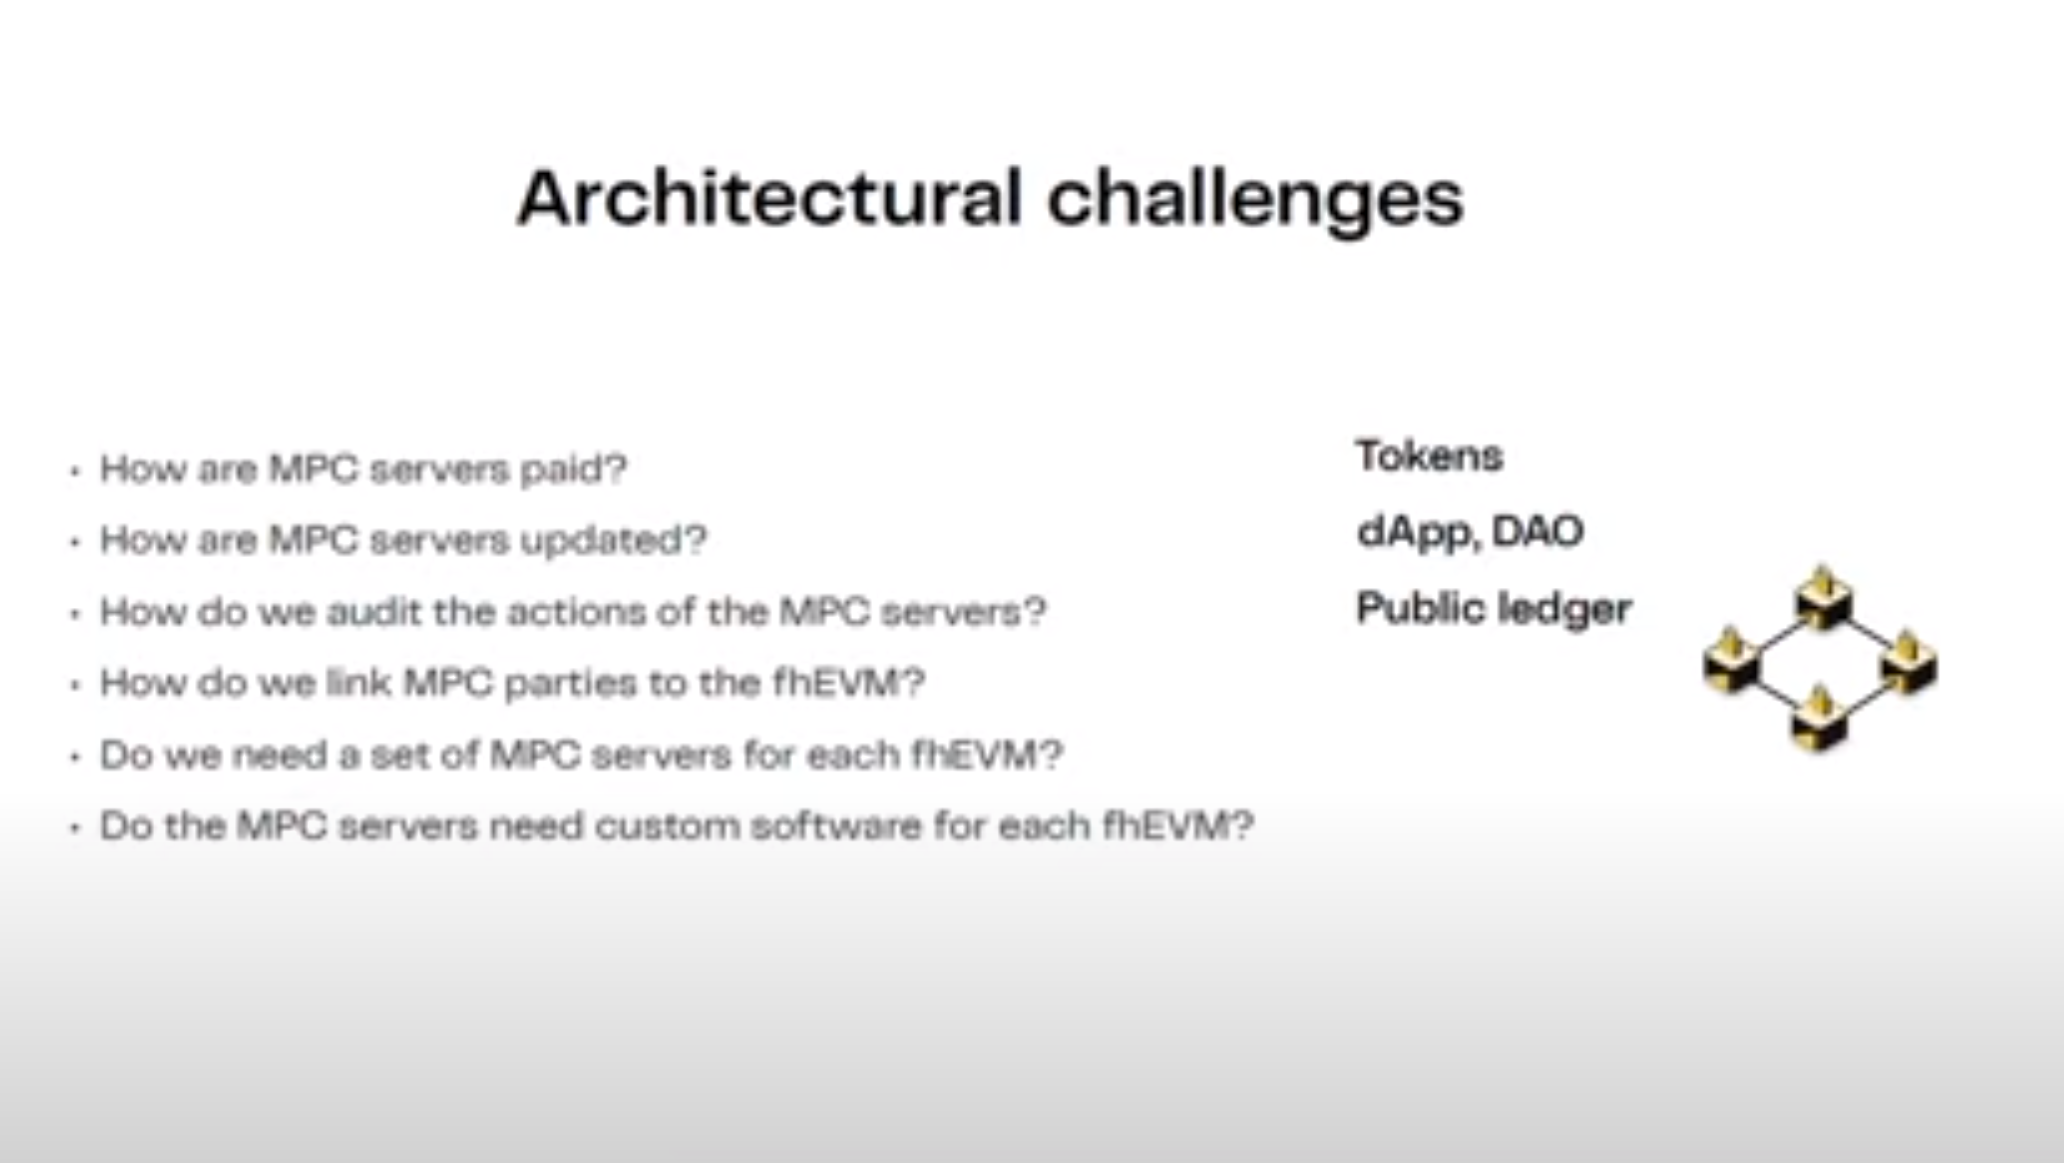 Architectural challenges
• How are MPC servers paid?
• How are MPC servers updated?
• How do we audit the actions of the MPC servers?
• How do we link MPC parties to the fhEVM?
• Do we need a set of MPC servers for each fhEVM?
• Do the MPC servers need custom software for each fhEVM?
Tokens
dApp, DAO
Public ledger